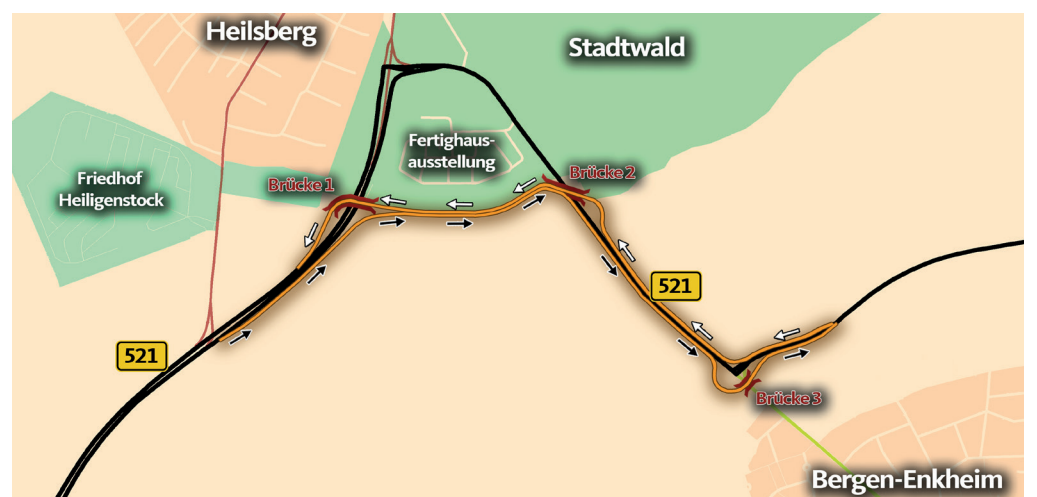 Heilsberg
Stadtwald
Fertighaus-
ausstellung
Brücke 2
Friedhof
Heiligenstock
Brücke 1
521
521
Brücke 3
Bergen-Enkheim